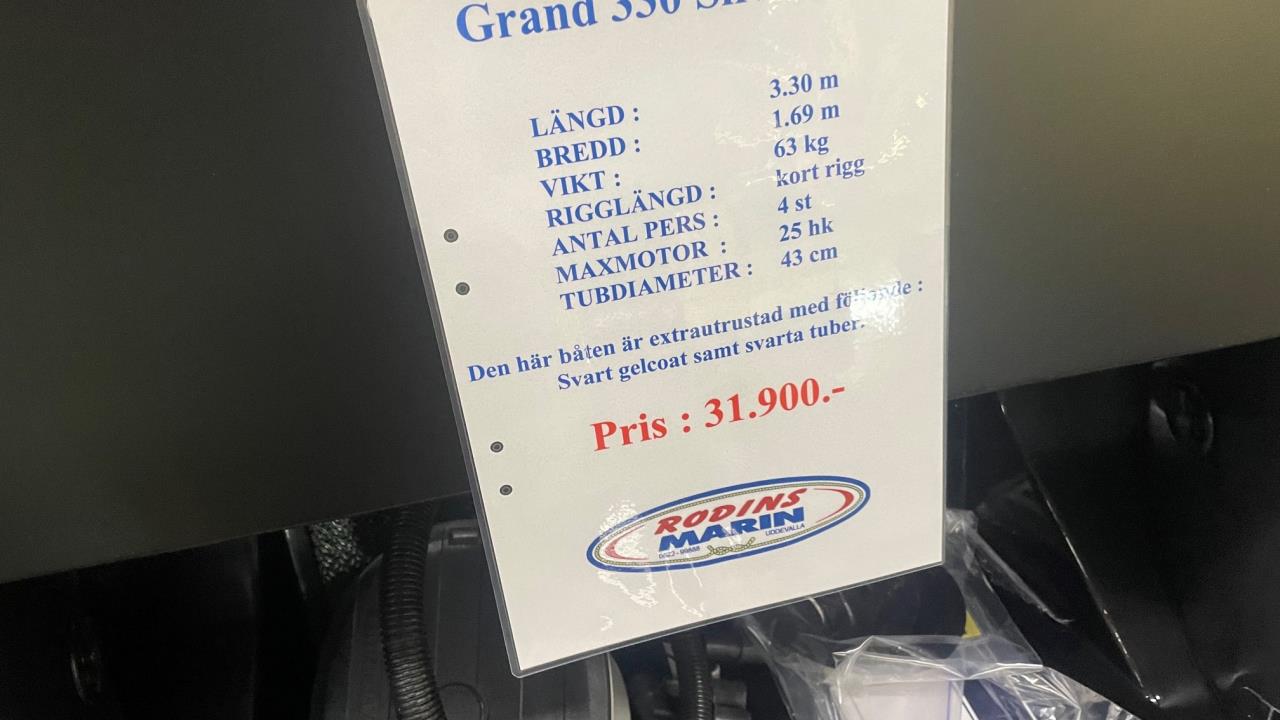 Grand 330
LÄNGD : 3.30 m
BREDD : 1.69 m
VIKT : 63 kg
RIGGLÄNGD : kort rigg
ANTAL PERS : 4 st
MAXMOTOR : 25 hk
TUBDIAMETER : 43 cm
Den här båten är extrautrustad med följande :
Svart gelcoat samt svarta tuber.
Pris : 31.900.-
RODINS
MARIN
UDDEVALLA